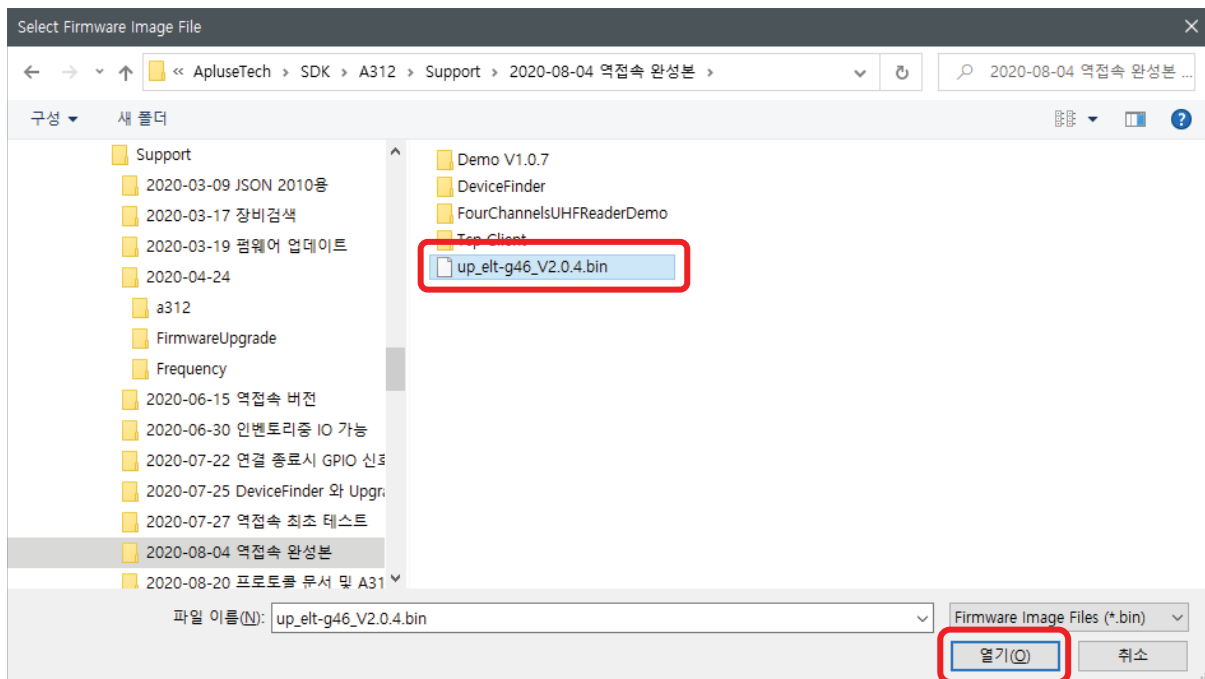 Select Firmware Image File
« ApluseTech > SDK > A312 > Support > 2020-08-04 역접속 완성본 >
2020-08-04 역접속 완성본 ...
구성
새 폴더
Support
2020-03-09 JSON 2010용
2020-03-17 장비검색
2020-03-19 펌웨어 업데이트
2020-04-24
a312
FirmwareUpgrade
Frequency
2020-06-15 역접속 버전
2020-06-30 인벤토리중 IO 가능
2020-07-22 연결 종료시 GPIO 신호
2020-07-25 DeviceFinder 와 Upgra
2020-07-27 역접속 최초 테스트
2020-08-04 역접속 완성본
2020-08-20 프로토콜 문서 및 A31
Demo V1.0.7
DeviceFinder
FourChannelsUHFReaderDemo
Tcp Client
up_elt-g46_V2.0.4.bin
파일 이름(N):
up_elt-g46_V2.0.4.bin
Firmware Image Files (*.bin)
열기(O)
취소